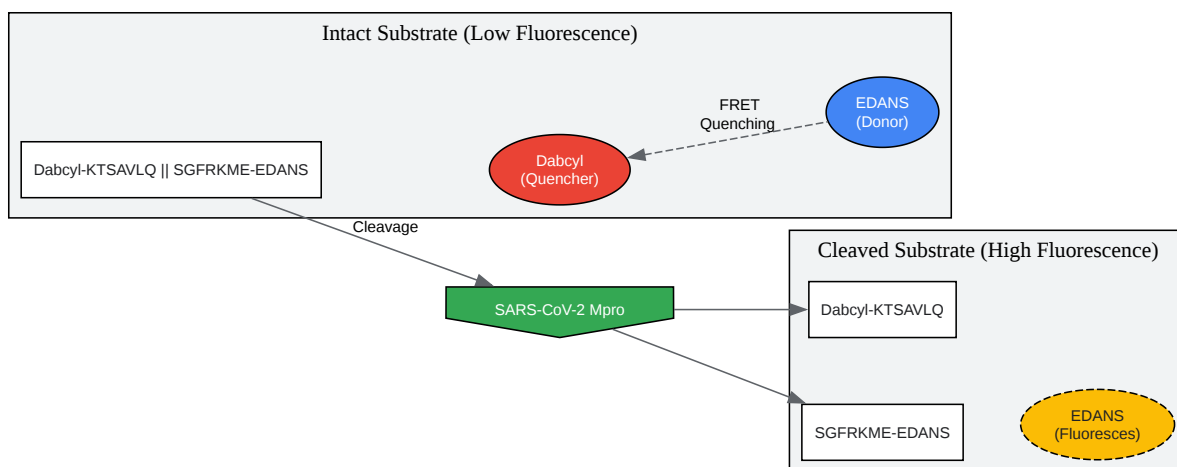 Intact Substrate (Low Fluorescence)
FRET
Quenching
EDANS
(Donor)
Dabcyl
(Quencher)
Dabcyl-KTSAVLQ || SGFRKME-EDANS
Cleavage
SARS-CoV-2 Mpro
Cleaved Substrate (High Fluorescence)
Dabcyl-KTSAVLQ
SGFRKME-EDANS
EDANS
(Fluoresces)